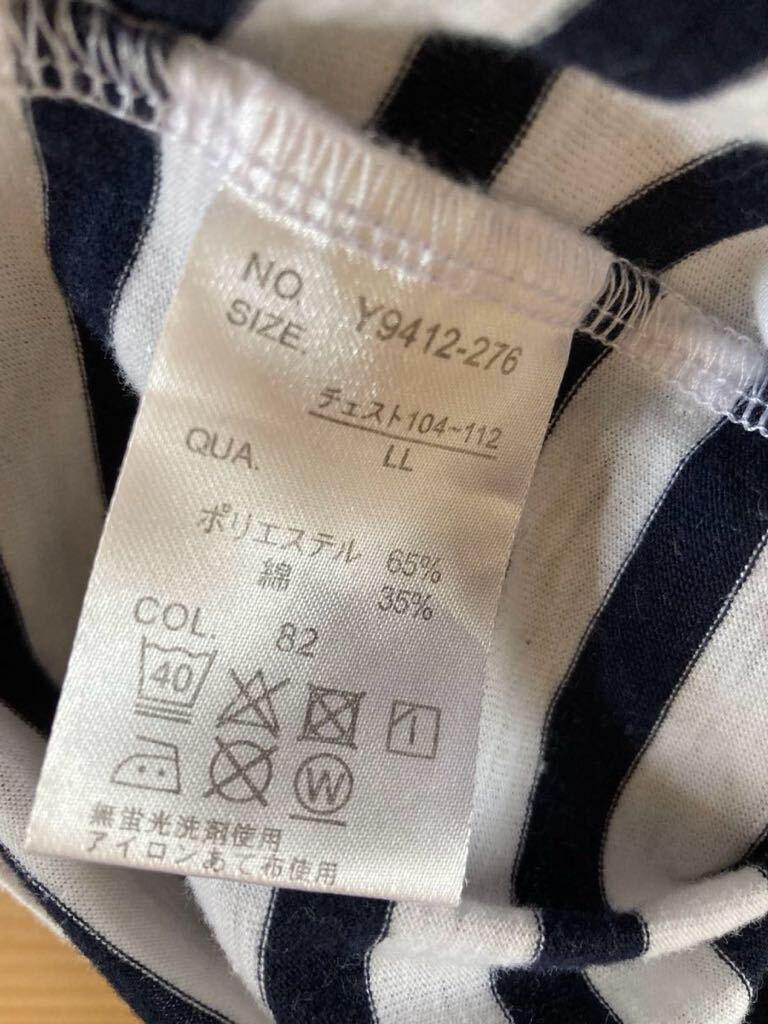 NO. Y9412-276
SIZE.
チェスト104~112
LL
QUA.
ポリエステル 65%
綿 35%
COL. 82
40
W
無蛍光洗剤使用
アイロンあて布使用